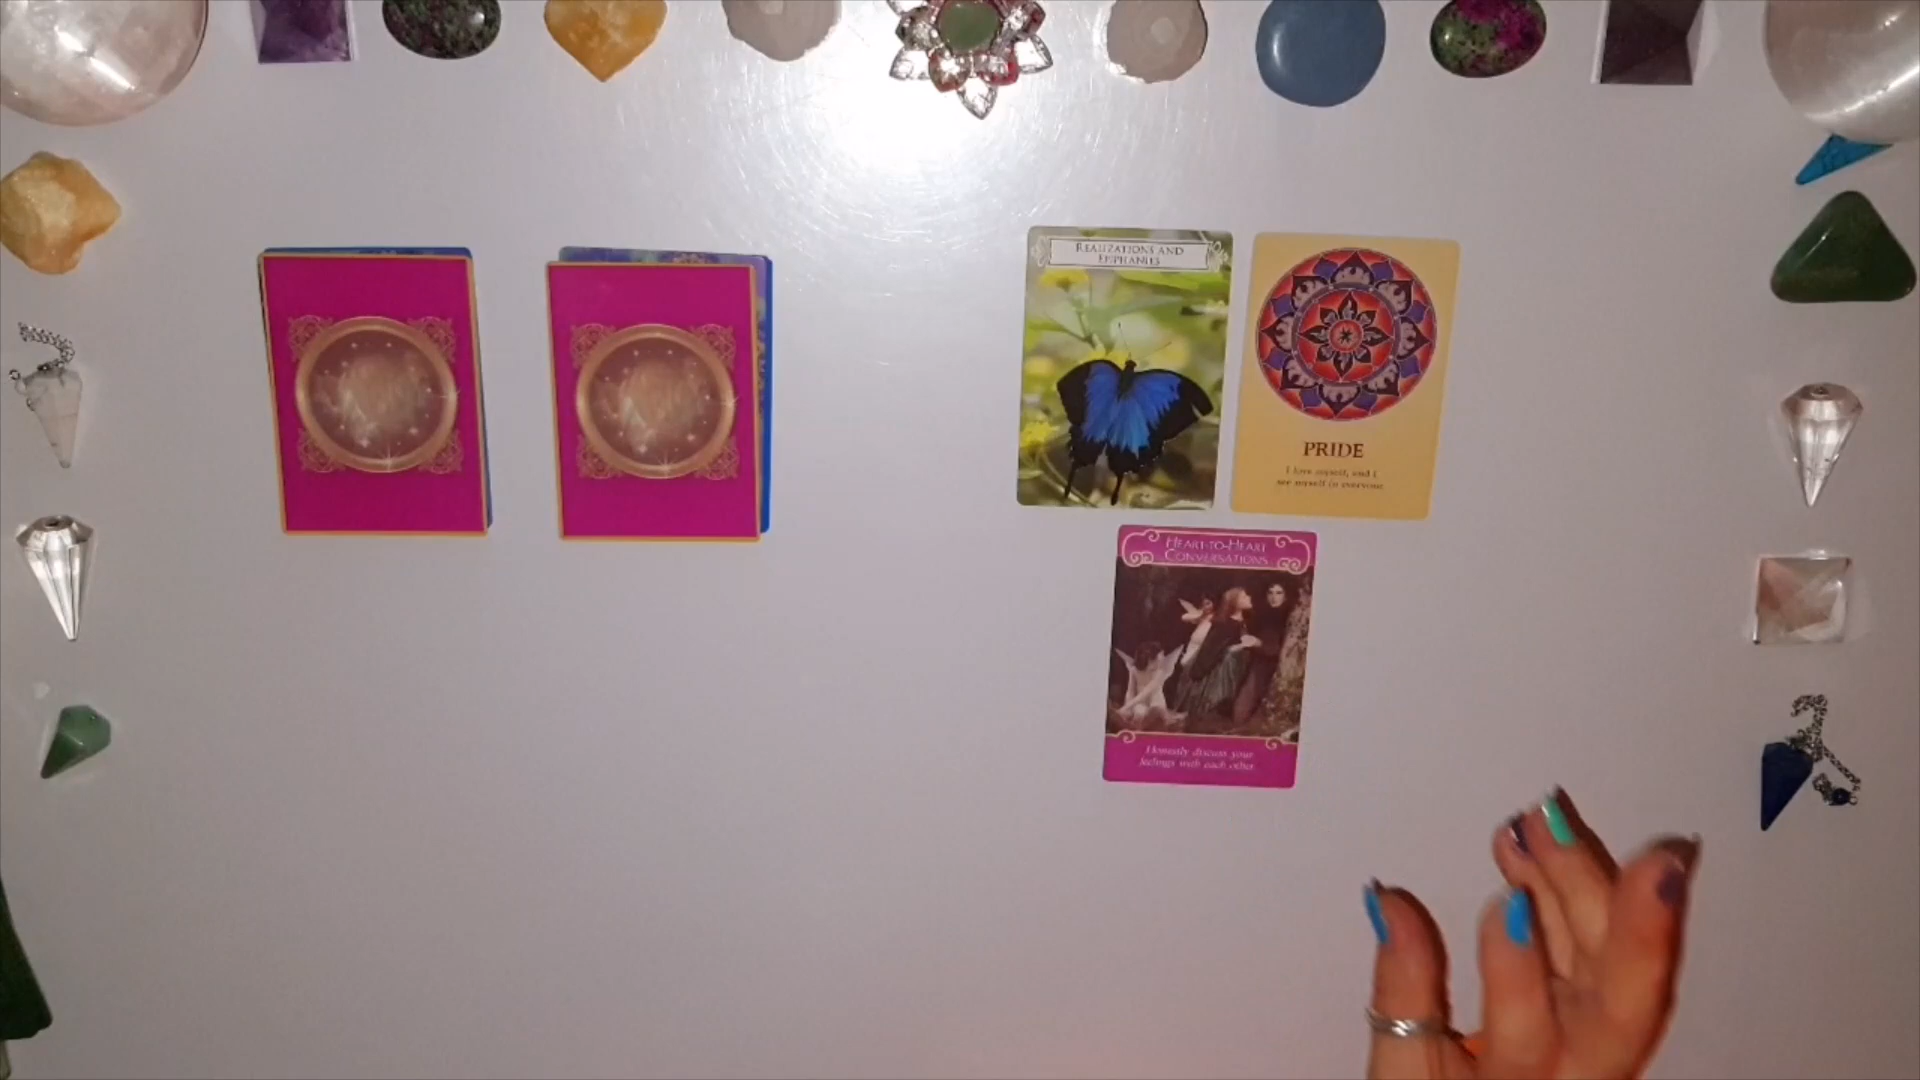 REALIZATIONS AND
EPIPHANIES
PRIDE
I love myself, and I
see myself in everyone
HEART-TO-HEART
CONVERSATIONS
Honestly discuss your
feelings with each other.